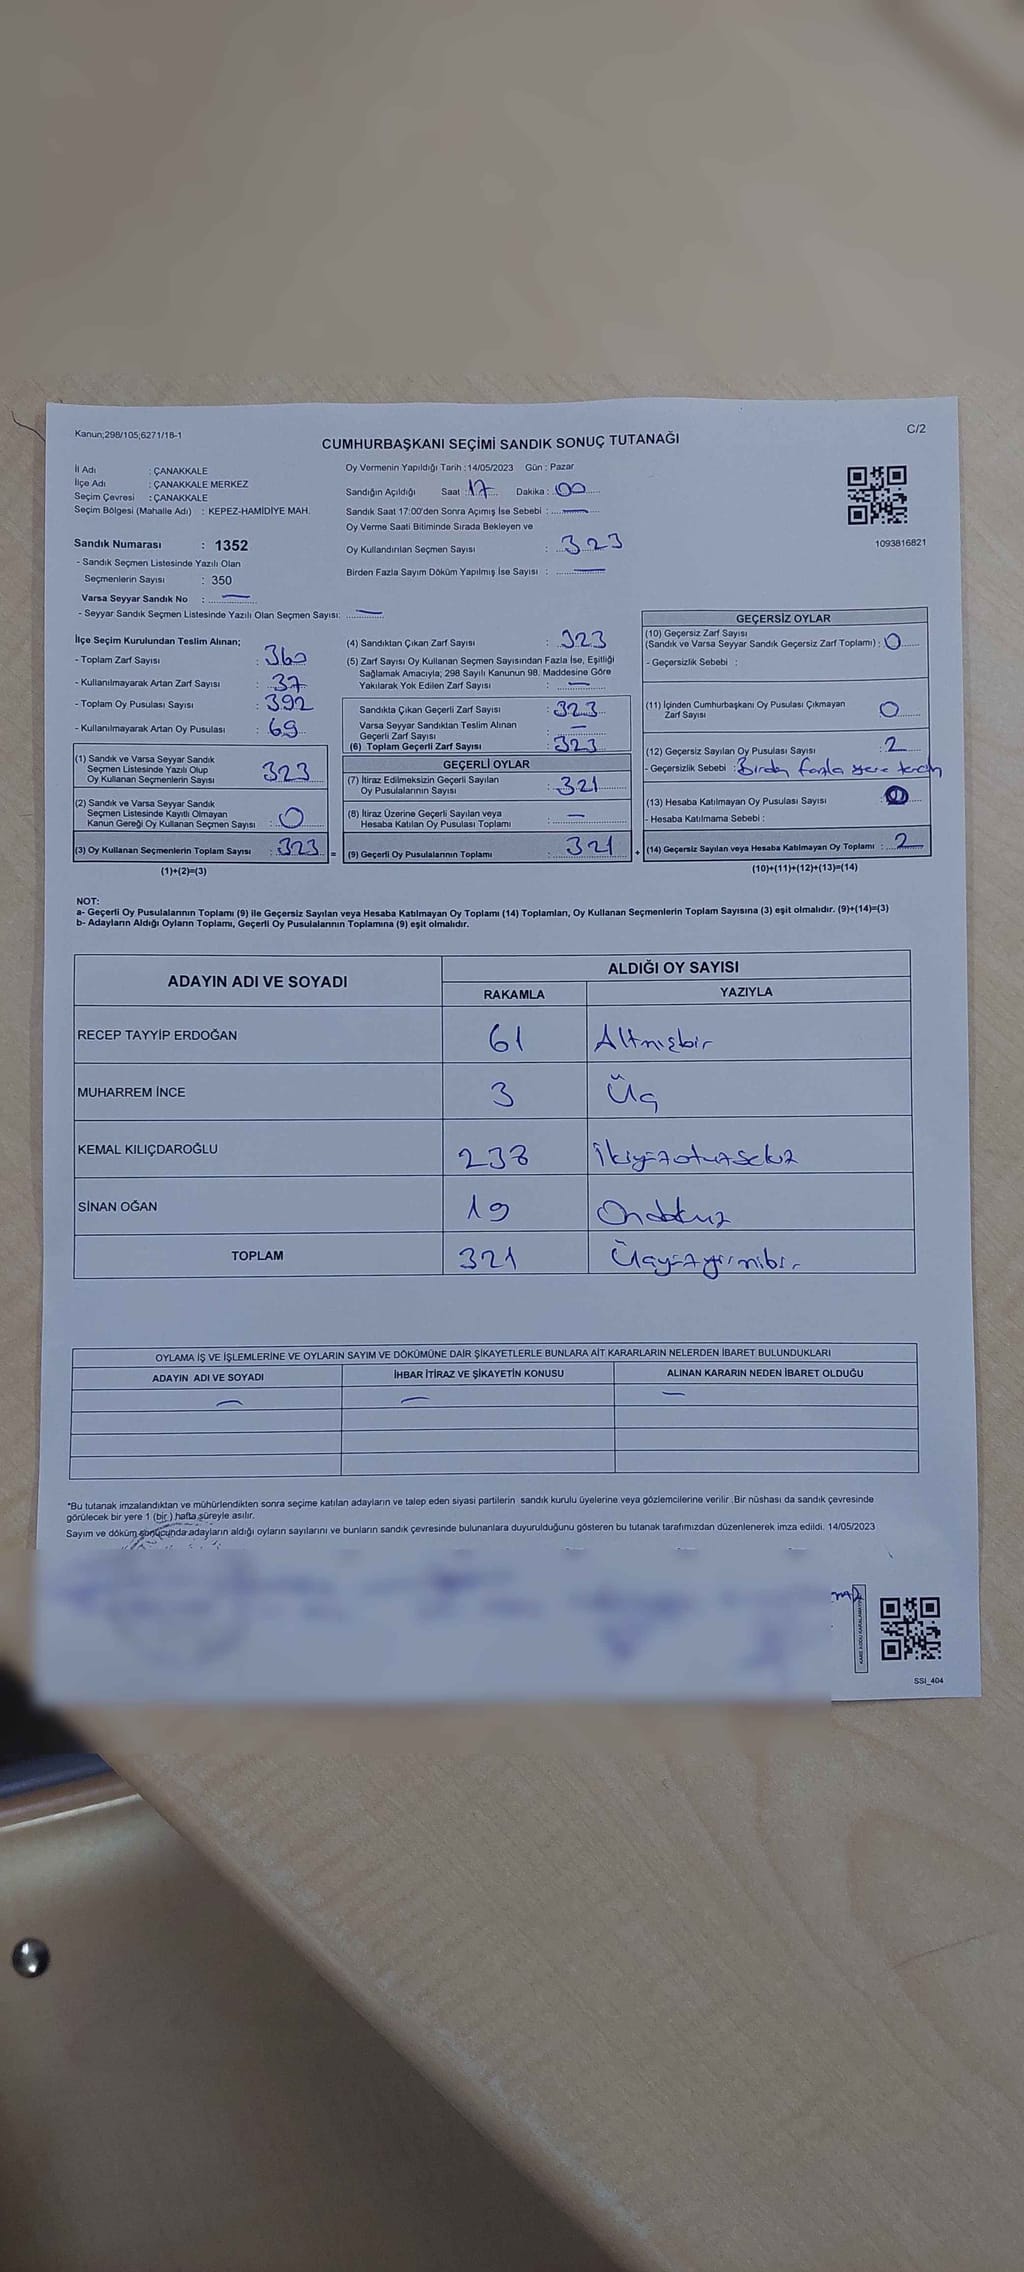 Kanun;298/105;6271/18-1
C/2
CUMHURBAŞKANI SEÇİMİ SANDIK SONUÇ TUTANAĞI
İl Adı : ÇANAKKALE
İlçe Adı : ÇANAKKALE MERKEZ
Seçim Çevresi : ÇANAKKALE
Seçim Bölgesi (Mahalle Adı) : KEPEZ-HAMİDİYE MAH.
Sandık Numarası : 1352
- Sandık Seçmen Listesinde Yazılı Olan
Seçmenlerin Sayısı : 350
Varsa Seyyar Sandık No : —
- Seyyar Sandık Seçmen Listesinde Yazılı Olan Seçmen Sayısı: —
Oy Vermenin Yapıldığı Tarih : 14/05/2023 Gün : Pazar
Sandığın Açıldığı Saat : 17 Dakika : 00
Sandık Saat 17:00'den Sonra Açımış İse Sebebi : —
Oy Verme Saati Bitiminde Sırada Bekleyen ve
Oy Kullandırılan Seçmen Sayısı : 323
Birden Fazla Sayım Döküm Yapılmış İse Sayısı : —
1093816821
İlçe Seçim Kurulundan Teslim Alınan;
- Toplam Zarf Sayısı : 360
- Kullanılmayarak Artan Zarf Sayısı : 37
- Toplam Oy Pusulası Sayısı : 392
- Kullanılmayarak Artan Oy Pusulası : 69
(1) Sandık ve Varsa Seyyar Sandık
Seçmen Listesinde Yazılı Olup
Oy Kullanan Seçmenlerin Sayısı 323
(2) Sandık ve Varsa Seyyar Sandık
Seçmen Listesinde Kayıtlı Olmayan
Kanun Gereği Oy Kullanan Seçmen Sayısı : 0
(3) Oy Kullanan Seçmenlerin Toplam Sayısı : 323 =
(1)+(2)=(3)
(4) Sandıktan Çıkan Zarf Sayısı : 323
(5) Zarf Sayısı Oy Kullanan Seçmen Sayısından Fazla İse, Eşitliği
Sağlamak Amacıyla; 298 Sayılı Kanunun 98. Maddesine Göre
Yakılarak Yok Edilen Zarf Sayısı : —
Sandıkta Çıkan Geçerli Zarf Sayısı : 323
Varsa Seyyar Sandıktan Teslim Alınan
Geçerli Zarf Sayısı : —
(6) Toplam Geçerli Zarf Sayısı : 323
GEÇERLİ OYLAR
(7) İtiraz Edilmeksizin Geçerli Sayılan
Oy Pusulalarının Sayısı : 321
(8) İtiraz Üzerine Geçerli Sayılan veya
Hesaba Katılan Oy Pusulası Toplamı : —
(9) Geçerli Oy Pusulalarının Toplamı : 321 +
GEÇERSİZ OYLAR
(10) Geçersiz Zarf Sayısı
(Sandık ve Varsa Seyyar Sandık Geçersiz Zarf Toplamı) : 0
- Geçersizlik Sebebi :
(11) İçinden Cumhurbaşkanı Oy Pusulası Çıkmayan
Zarf Sayısı : 0
(12) Geçersiz Sayılan Oy Pusulası Sayısı : 2
- Geçersizlik Sebebi : Birden fazla yere tercih
(13) Hesaba Katılmayan Oy Pusulası Sayısı : 0
- Hesaba Katılmama Sebebi :
(14) Geçersiz Sayılan veya Hesaba Katılmayan Oy Toplamı : 2
(10)+(11)+(12)+(13)=(14)
NOT:
a- Geçerli Oy Pusulalarının Toplamı (9) ile Geçersiz Sayılan veya Hesaba Katılmayan Oy Toplamı (14) Toplamları, Oy Kullanan Seçmenlerin Toplam Sayısına (3) eşit olmalıdır. (9)+(14)=(3)
b- Adayların Aldığı Oyların Toplamı, Geçerli Oy Pusulalarının Toplamına (9) eşit olmalıdır.
ADAYIN ADI VE SOYADI ALDIĞI OY SAYISI
RAKAMLA YAZIYLA
RECEP TAYYİP ERDOĞAN 61 Altmışbir
MUHARREM İNCE 3 Üç
KEMAL KILIÇDAROĞLU 238 İkiyüzotuzsekiz
SİNAN OĞAN 19 Ondokuz
TOPLAM 321 Üçyüzyirmibir
OYLAMA İŞ VE İŞLEMLERİNE VE OYLARIN SAYIM VE DÖKÜMÜNE DAİR ŞİKAYETLERLE BUNLARA AİT KARARLARIN NELERDEN İBARET BULUNDUKLARI
ADAYIN ADI VE SOYADI İHBAR İTİRAZ VE ŞİKAYETİN KONUSU ALINAN KARARIN NEDEN İBARET OLDUĞU
— — —
*Bu tutanak imzalandıktan ve mühürlendikten sonra seçime katılan adayların ve talep eden siyasi partilerin sandık kurulu üyelerine veya gözlemcilerine verilir .Bir nüshası da sandık çevresinde
görülecek bir yere 1 (bir ) hafta süreyle asılır.
Sayım ve döküm sonucunda adayların aldığı oyların sayılarını ve bunların sandık çevresinde bulunanlara duyurulduğunu gösteren bu tutanak tarafımızdan düzenlenerek imza edildi. 14/05/2023
KARE KODU KARALAMAYIN
SSI_404